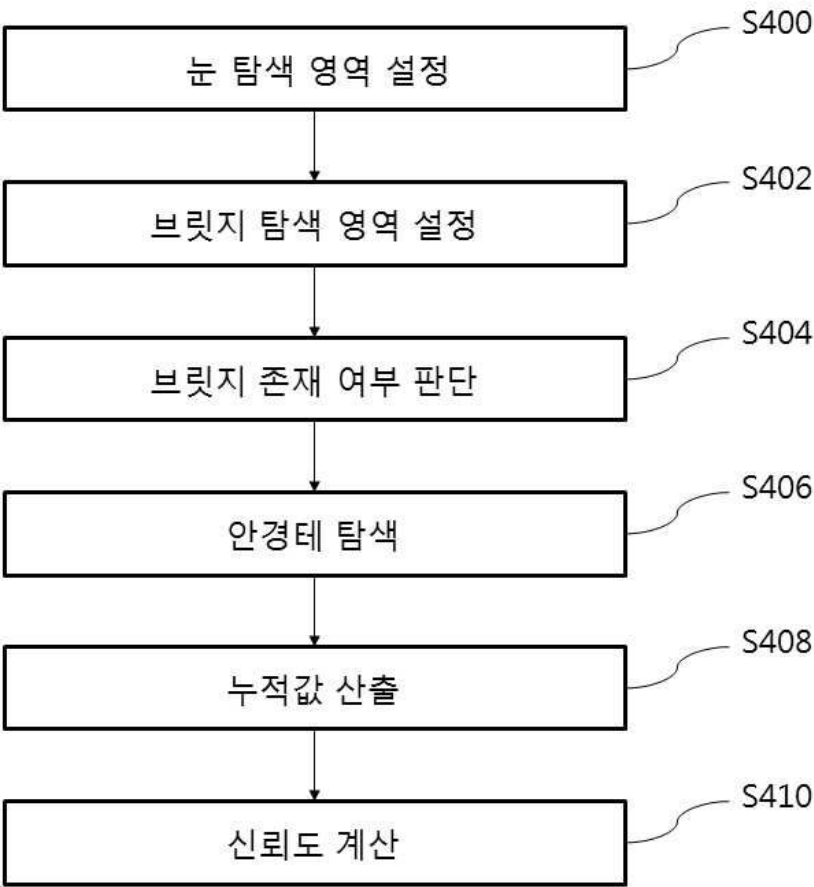 S400
눈 탐색 영역 설정
S402
브릿지 탐색 영역 설정
S404
브릿지 존재 여부 판단
S406
안경테 탐색
S408
누적값 산출
S410
신뢰도 계산